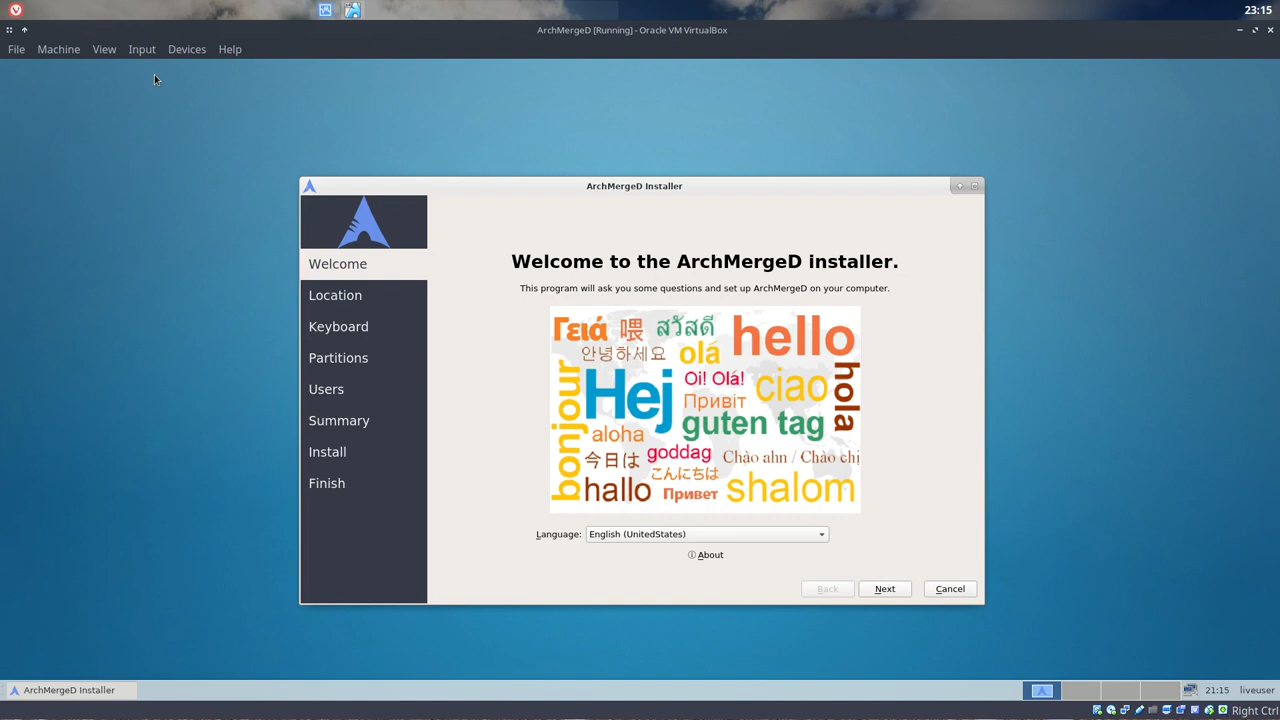 23:15
ArchMergeD [Running] - Oracle VM VirtualBox
File Machine View Input Devices Help
ArchMergeD Installer
Welcome
Location
Keyboard
Partitions
Users
Summary
Install
Finish
Welcome to the ArchMergeD installer.
This program will ask you some questions and set up ArchMergeD on your computer.
Γειά 喂 สวัสดี hello
안녕하세요 olá
bonjour Hej Oi! Olá! ciao hola
Привіт
guten tag
aloha
goddag Chào ahn / Chào chị
今日は こんにちは
hallo Привет shalom
Language: English (UnitedStates)
About
Back Next Cancel
ArchMergeD Installer 21:15 liveuser
Right Ctrl